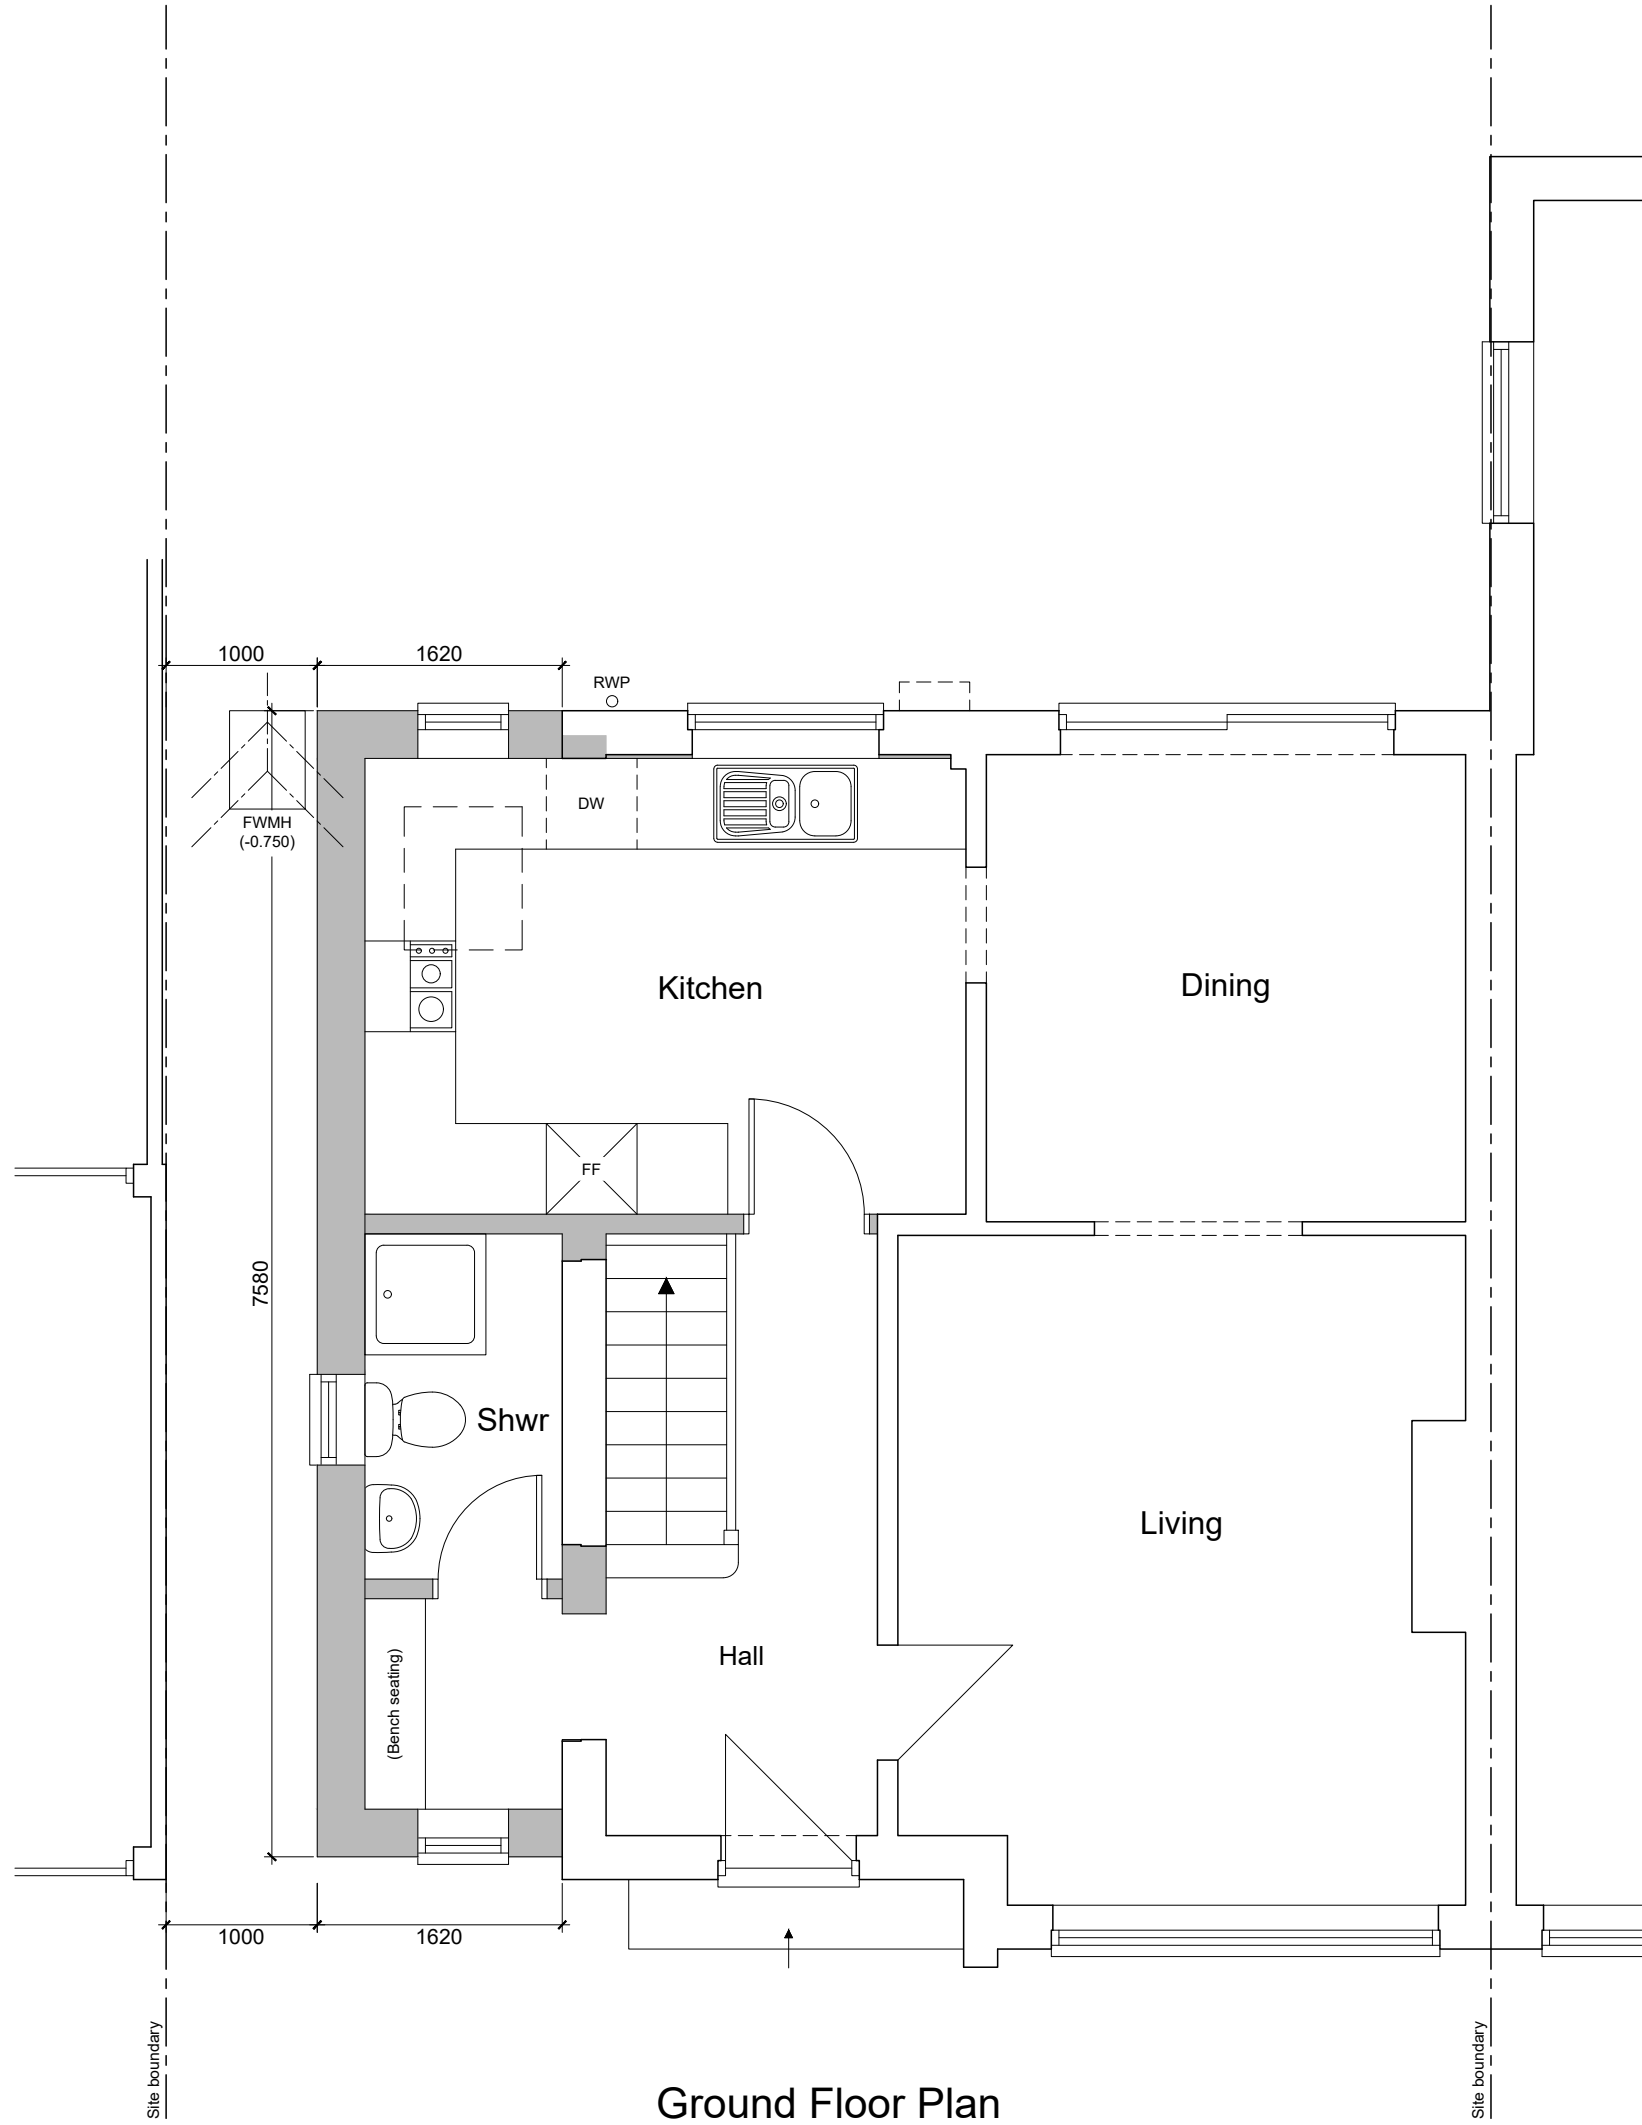 1000
1620
RWP
DW
FWMH
(-0.750)
Kitchen
Dining
FF
7580
Shwr
Living
Hall
(Bench seating)
1000
1620
Site boundary
Site boundary
Ground Floor Plan